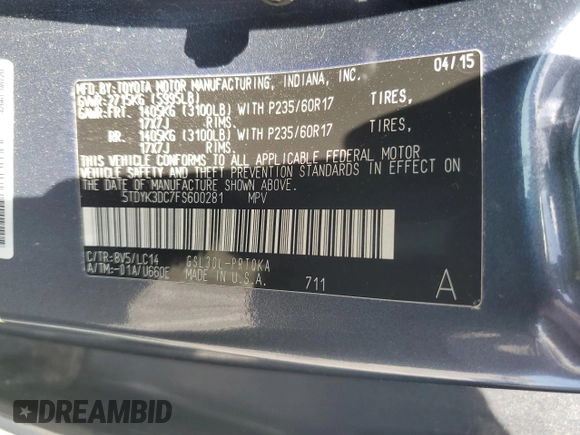 MFD.BY:TOYOTA MOTOR MANUFACTURING, INDIANA, INC. 04/15
GVWR:2715KG (5995LB)
GAWR:FRT. 1405KG (3100LB) WITH P235/60R17 TIRES,
17X7J RIMS.
RR. 1405KG (3100LB) WITH P235/60R17 TIRES,
17X7J RIMS.
THIS VEHICLE CONFORMS TO ALL APPLICABLE FEDERAL MOTOR
VEHICLE SAFETY AND THEFT PREVENTION STANDARDS IN EFFECT ON
THE DATE OF MANUFACTURE SHOWN ABOVE.
5TDYK3DC7FS600281 MPV
C/TR:8V5/LC14 GSL30L-PRTQKA
A/TM:-01A/U660E MADE IN U.S.A. 711 A
DREAMBID